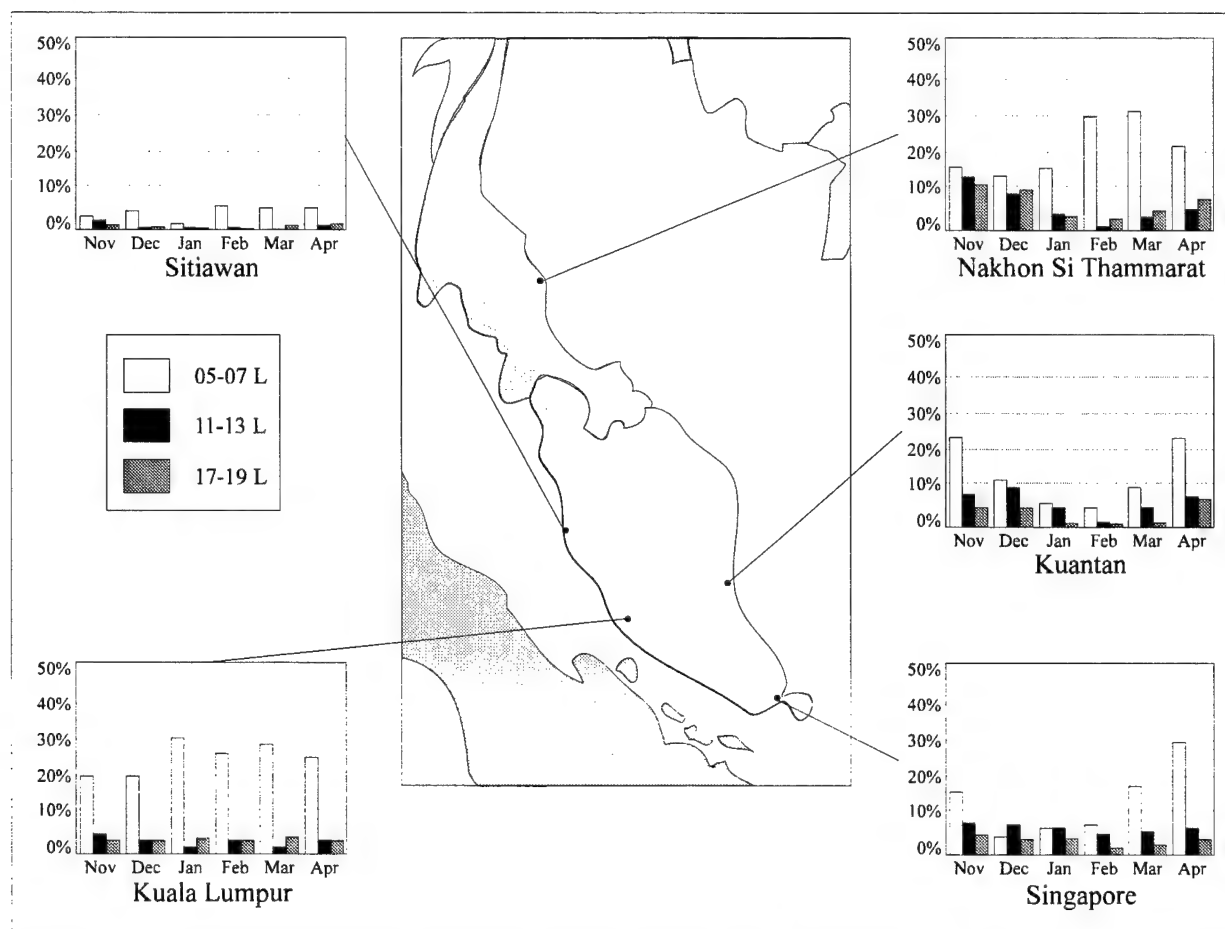 50%
40%
30%
20%
10%
0%
Nov Dec Jan Feb Mar Apr
Sitiawan
05-07 L
11-13 L
17-19 L
50%
40%
30%
20%
10%
0%
Nov Dec Jan Feb Mar Apr
Kuala Lumpur
50%
40%
30%
20%
10%
0%
Nov Dec Jan Feb Mar Apr
Nakhon Si Thammarat
50%
40%
30%
20%
10%
0%
Nov Dec Jan Feb Mar Apr
Kuantan
50%
40%
30%
20%
10%
0%
Nov Dec Jan Feb Mar Apr
Singapore